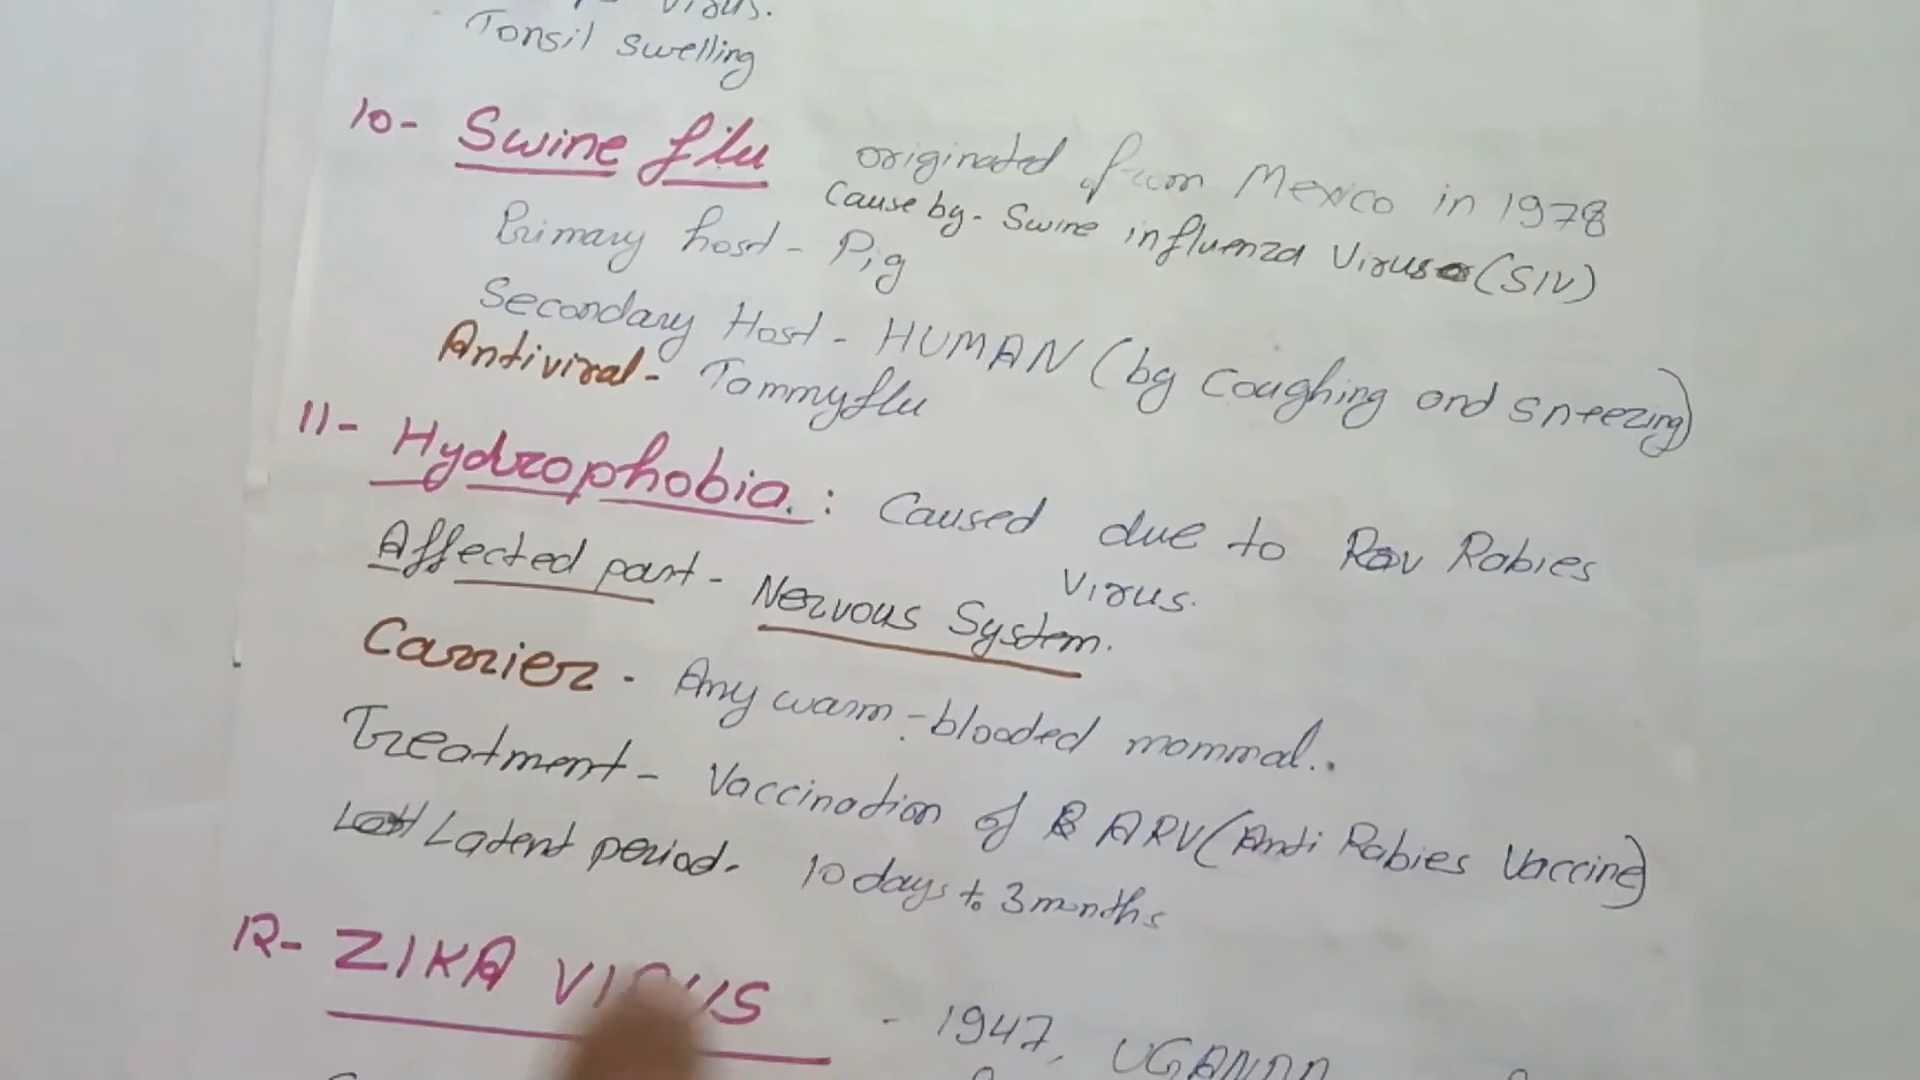 Virus.
Tonsil swelling
10- Swine flu originated from Mexico in 1978
Cause by- Swine influenza Virus (SIV)
Primary host - Pig
Secondary Host - HUMAN (by coughing and sneezing)
Antiviral- Tammyflu
11- Hydrophobia : Caused due to Rav Rabies
Virus.
Affected part - Nervous System.
Carrier - Any warm-blooded mammal..
Treatment - Vaccination of ARV (Anti Rabies Vaccine)
Latent period- 10 days to 3 months
12- ZIKA VIRUS - 1947, UGANDA